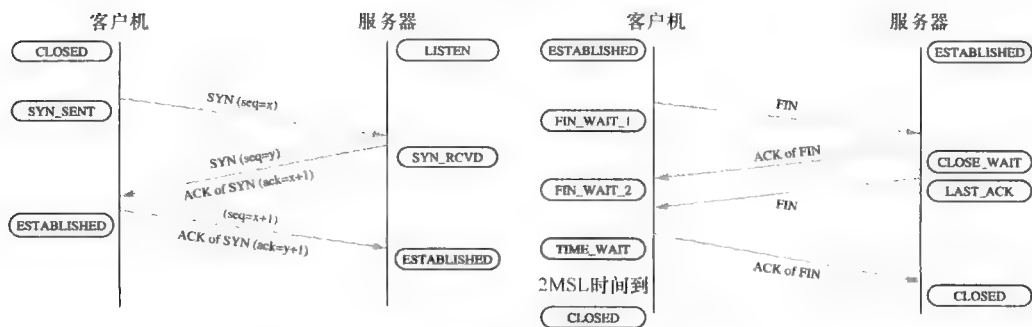 客户机
服务器
CLOSED
LISTEN
SYN_SENT
SYN (seq=x)
SYN_RCVD
SYN (seq=y)
ACK of SYN (ack=x+1)
ESTABLISHED
(seq=x+1)
ACK of SYN (ack=y+1)
ESTABLISHED
客户机
服务器
ESTABLISHED
ESTABLISHED
FIN
FIN_WAIT_1
ACK of FIN
CLOSE_WAIT
FIN_WAIT_2
FIN
LAST_ACK
TIME_WAIT
ACK of FIN
2MSL时间到
CLOSED
CLOSED